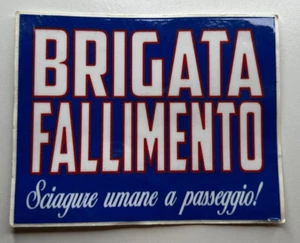 BRIGATA
FALLIMENTO
Sciagure umane a passeggio!